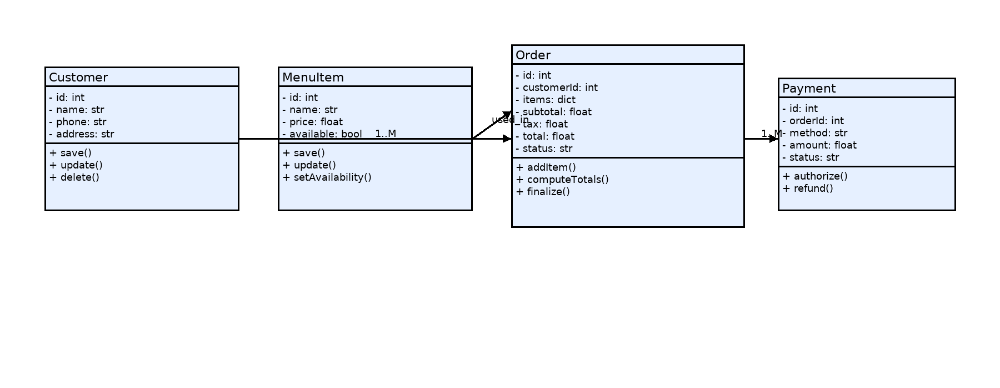 Customer
- id: int
- name: str
- phone: str
- address: str
+ save()
+ update()
+ delete()
MenuItem
- id: int
- name: str
- price: float
- available: bool
+ save()
+ update()
+ setAvailability()
1..M
used_in
Order
- id: int
- customerId: int
- items: dict
- subtotal: float
- tax: float
- total: float
- status: str
+ addItem()
+ computeTotals()
+ finalize()
1..M
Payment
- id: int
- orderId: int
- method: str
- amount: float
- status: str
+ authorize()
+ refund()